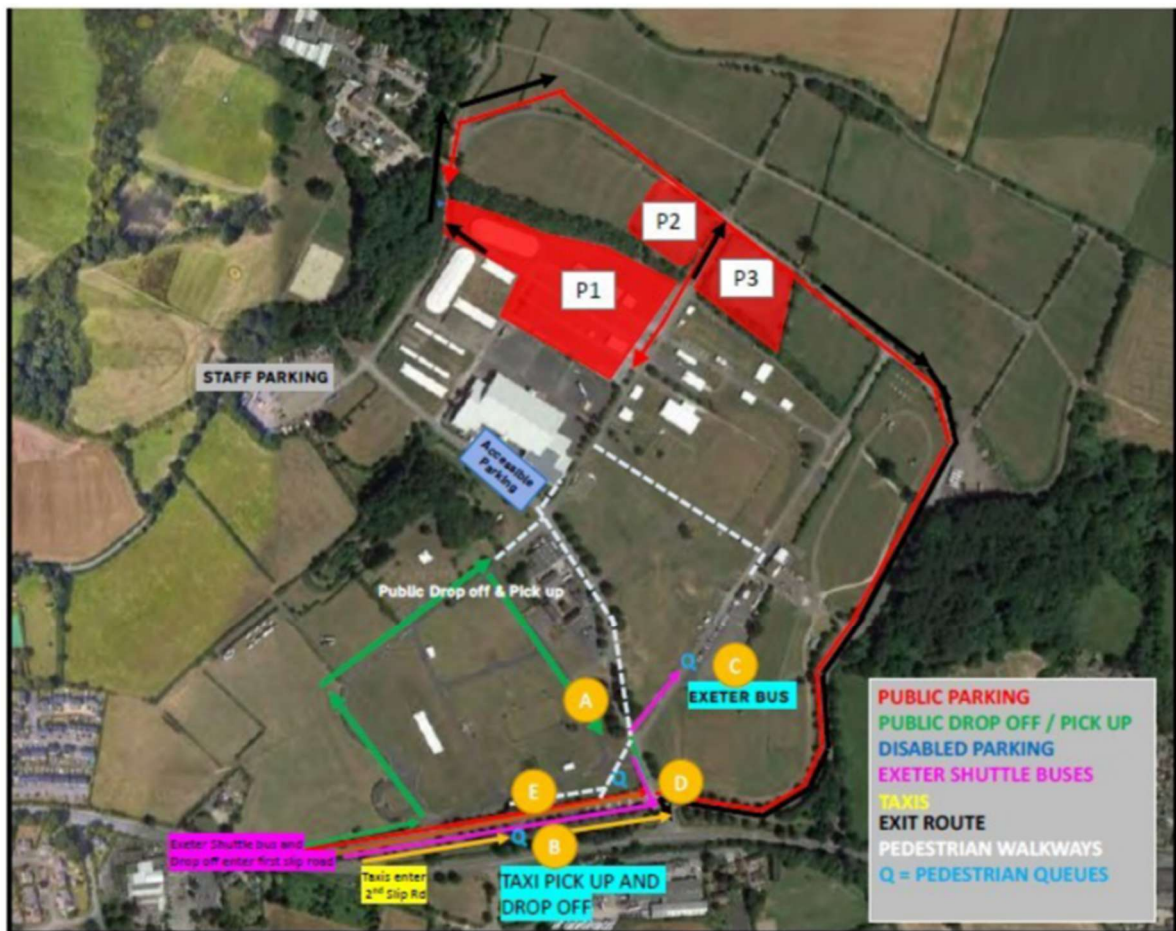 P2
P3
P1
STAFF PARKING
Accessible
Parking
Public Drop off & Pick up
Q
C
EXETER BUS
A
Q
D
E
Exeter Shuttle bus and
Drop off enter first slip road
Q
B
Taxis enter
2nd Slip Rd
TAXI PICK UP AND
DROP OFF
PUBLIC PARKING
PUBLIC DROP OFF / PICK UP
DISABLED PARKING
EXETER SHUTTLE BUSES
TAXIS
EXIT ROUTE
PEDESTRIAN WALKWAYS
Q = PEDESTRIAN QUEUES